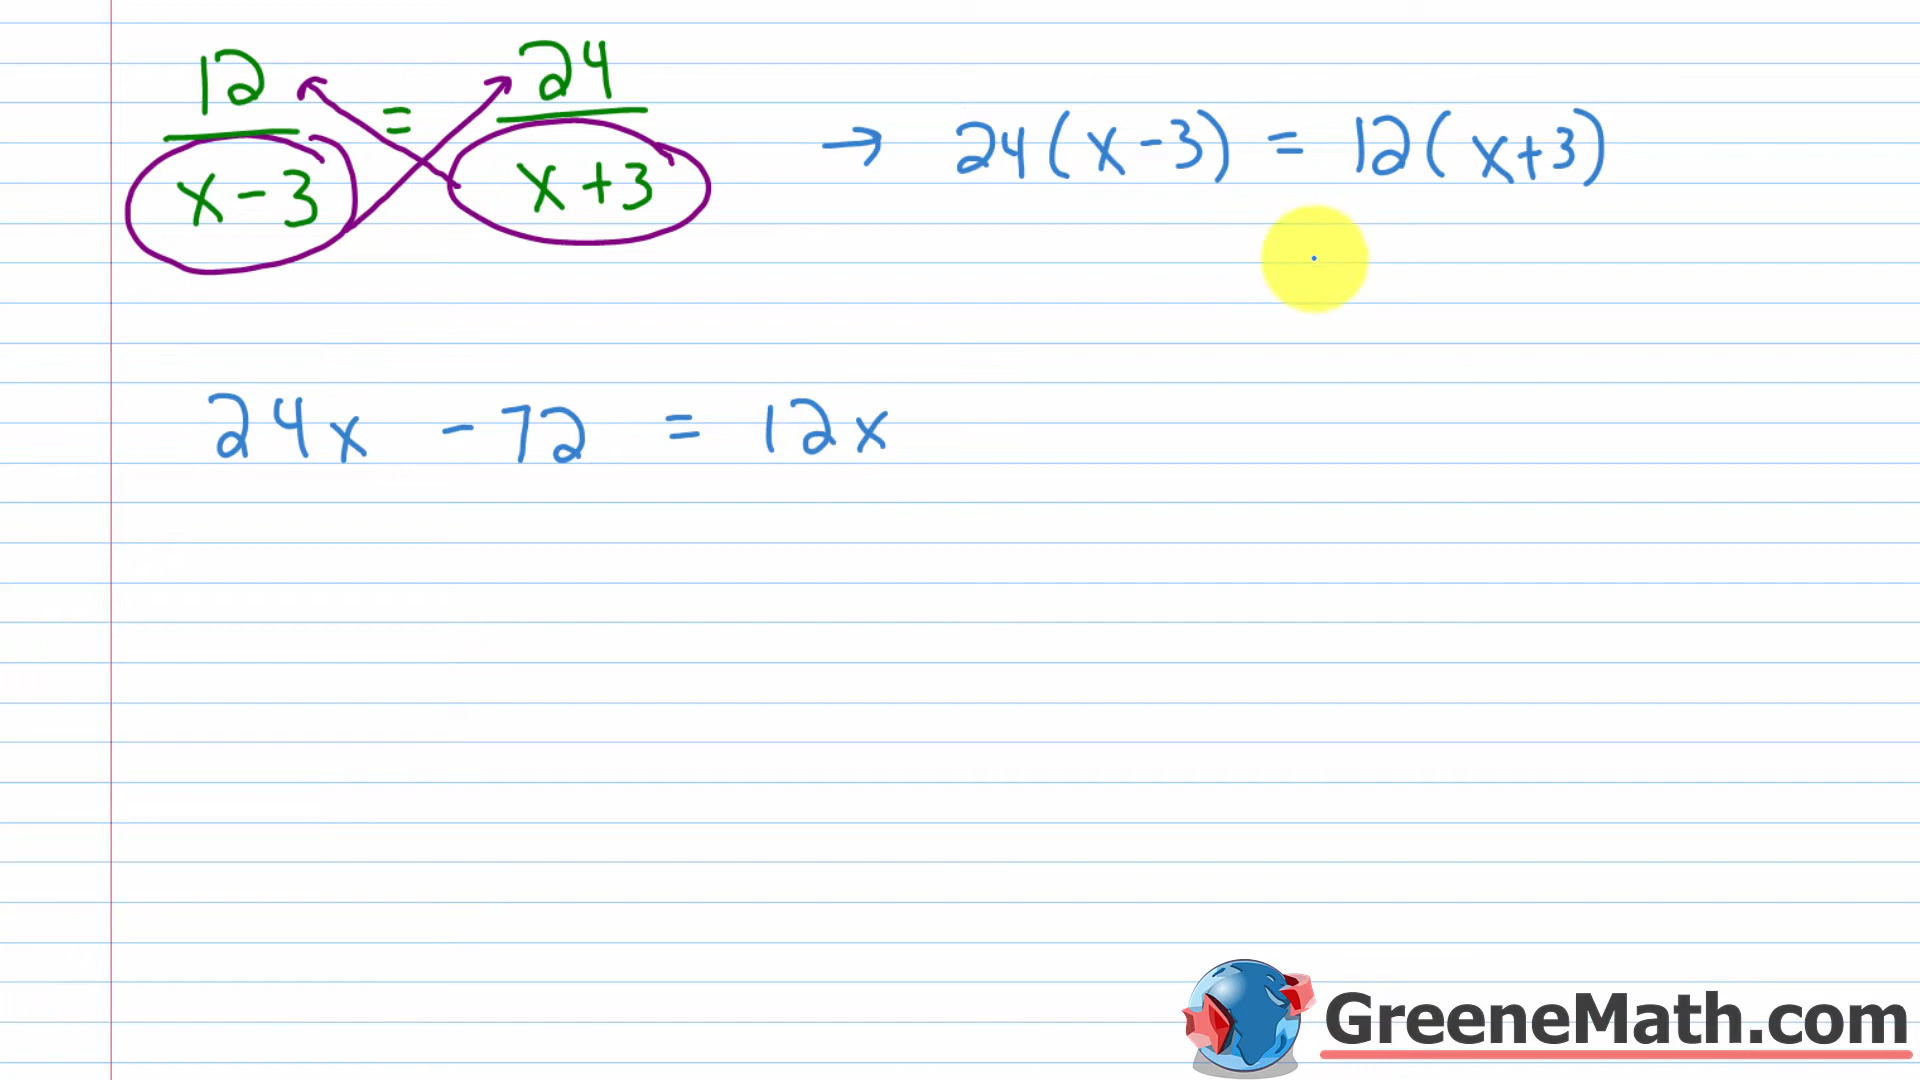 12/(x-3) = 24/(x+3) → 24(x-3) = 12(x+3)
24x - 72 = 12x
GreeneMath.com